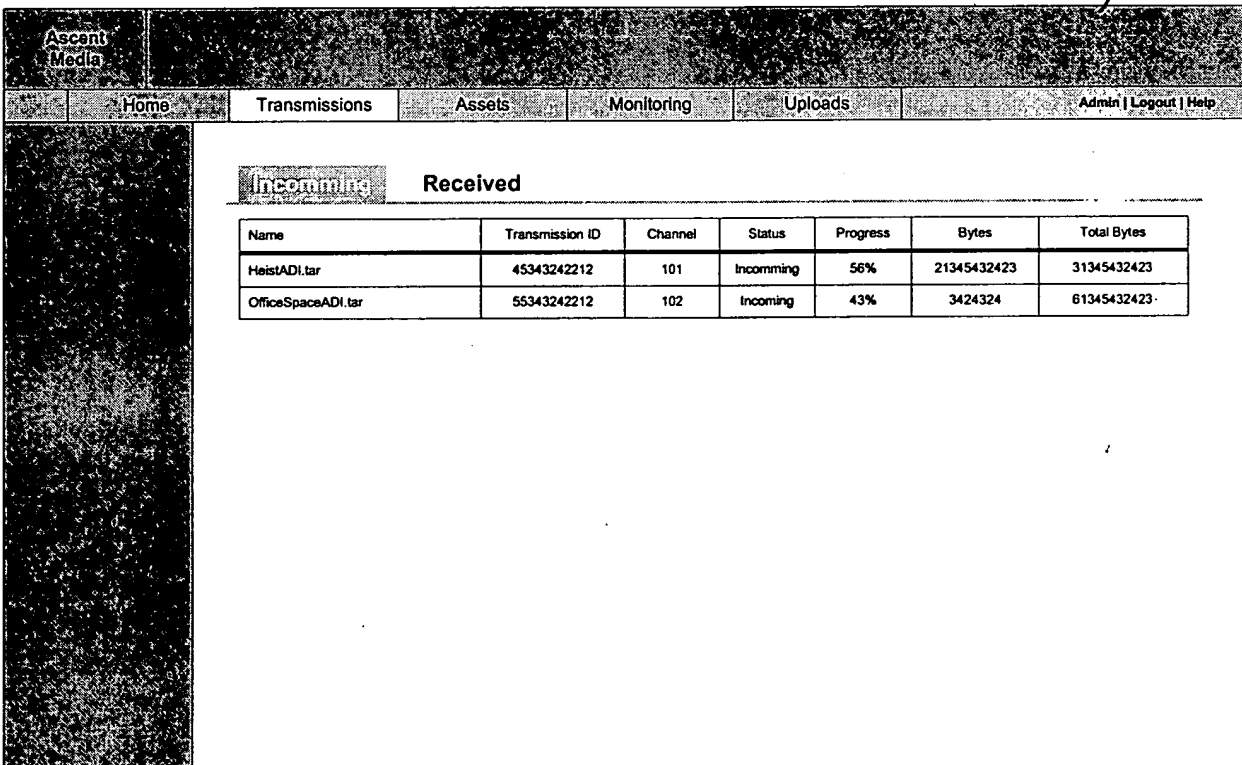 Ascent
Media
Home Transmissions Assets Monitoring Uploads Admin | Logout | Help
Incomming Received
Name Transmission ID Channel Status Progress Bytes Total Bytes
HeistADI.tar 45343242212 101 Incomming 56% 21345432423 31345432423
OfficeSpaceADI.tar 55343242212 102 Incoming 43% 3424324 61345432423